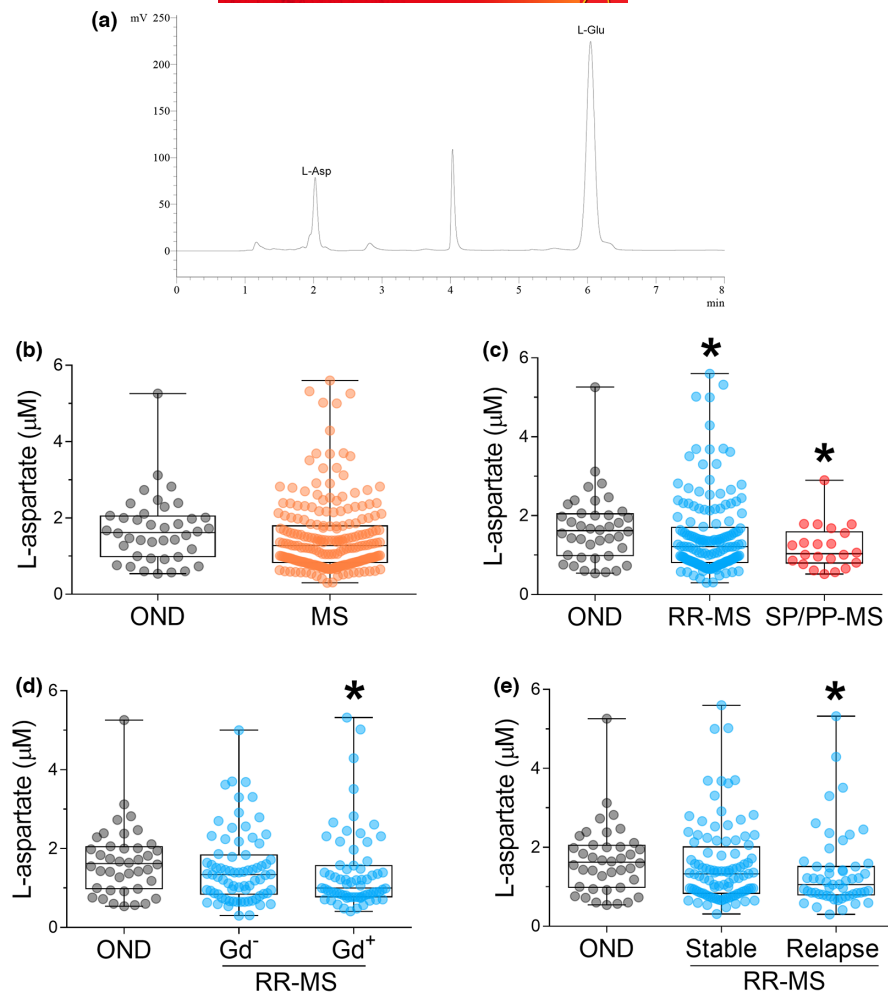 (a)
mV 250
200
150
100
50
0
L-Asp
L-Glu
0 1 2 3 4 5 6 7 8
min
(b)
L-aspartate (μM)
6
4
2
0
OND MS
(c)
*
*
L-aspartate (μM)
6
4
2
0
OND RR-MS SP/PP-MS
(d)
*
L-aspartate (μM)
6
4
2
0
OND Gd⁻ Gd⁺
RR-MS
(e)
*
L-aspartate (μM)
6
4
2
0
OND Stable Relapse
RR-MS